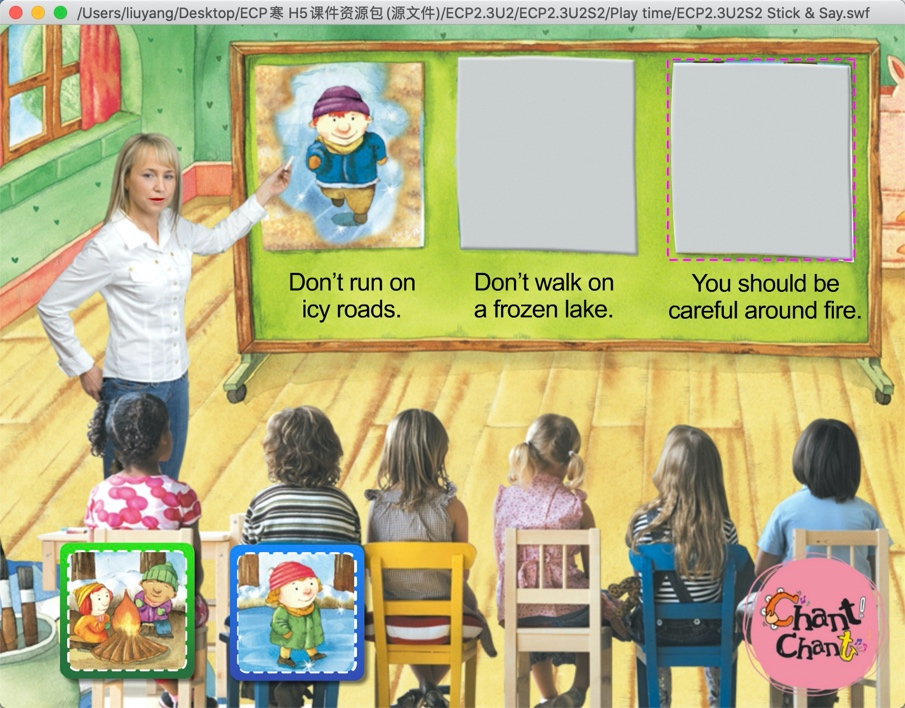 /Users/liuyang/Desktop/ECP寒 H5课件资源包(源文件)/ECP2.3U2/ECP2.3U2S2/Play time/ECP2.3U2S2 Stick & Say.swf
Don't run on
icy roads.
Don't walk on
a frozen lake.
You should be
careful around fire.
Chant!
Chant